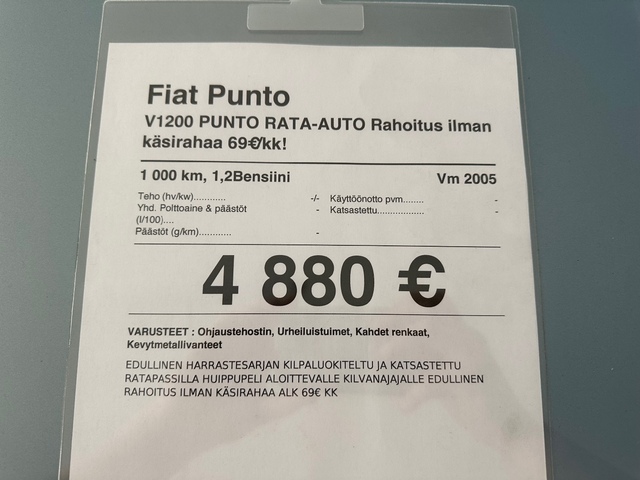 Fiat Punto
V1200 PUNTO RATA-AUTO Rahoitus ilman
käsirahaa 69€/kk!
1 000 km, 1,2Bensiini Vm 2005
Teho (hv/kw)............ -/- Käyttöönotto pvm....... -
Yhd. Polttoaine & päästöt - Katsastettu................. -
(l/100)....
Päästöt (g/km)............ -
4 880 €
VARUSTEET : Ohjaustehostin, Urheiluistuimet, Kahdet renkaat,
Kevytmetallivanteet
EDULLINEN HARRASTESARJAN KILPALUOKITELTU JA KATSASTETTU
RATAPASSILLA HUIPPUPELI ALOITTEVALLE KILVANAJAJALLE EDULLINEN
RAHOITUS ILMAN KÄSIRAHAA ALK 69€ KK